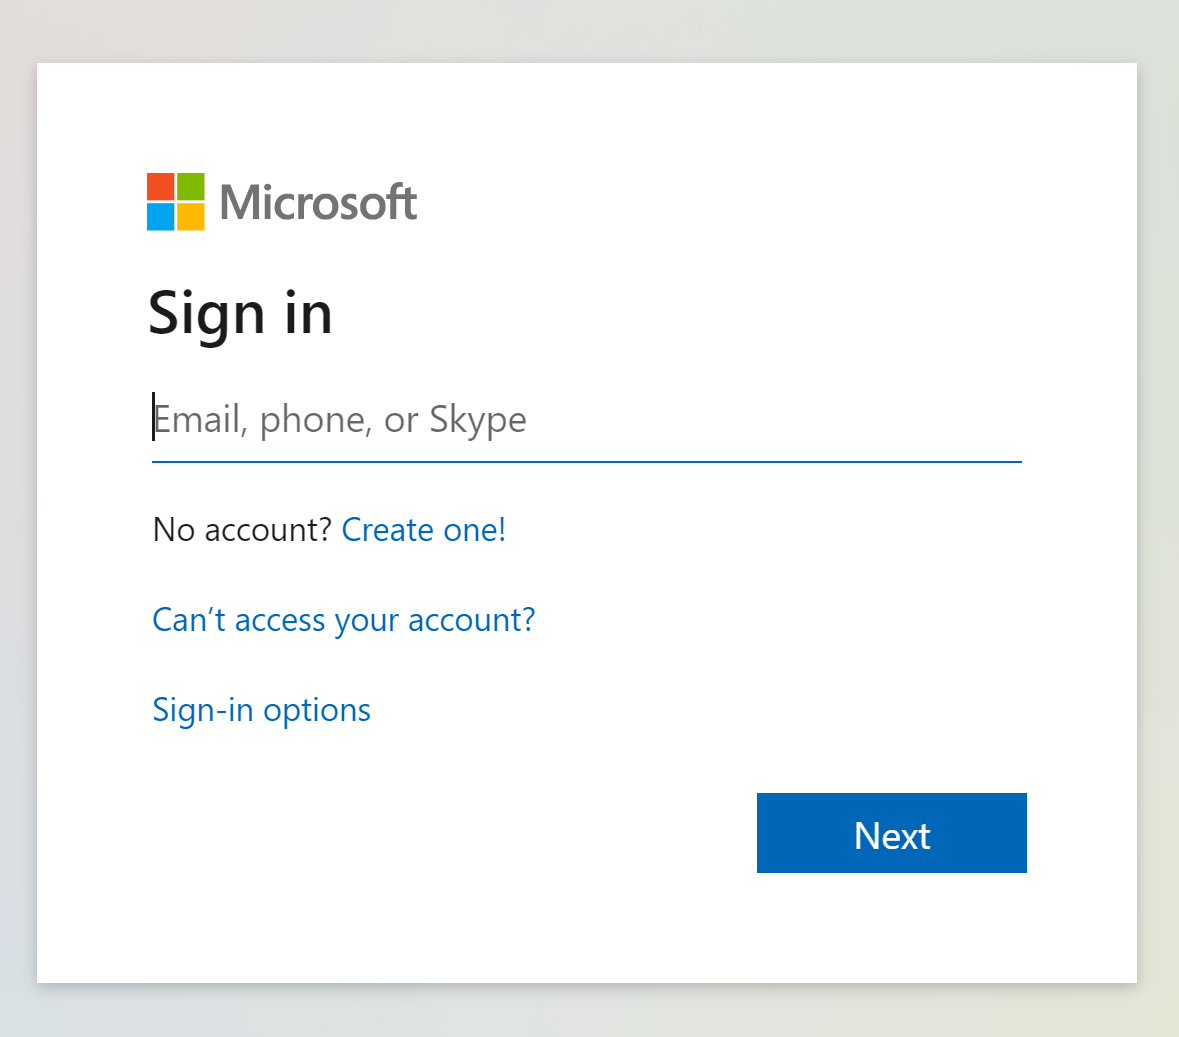 Microsoft
Sign in
Email, phone, or Skype
No account? Create one!
Can’t access your account?
Sign-in options
Next